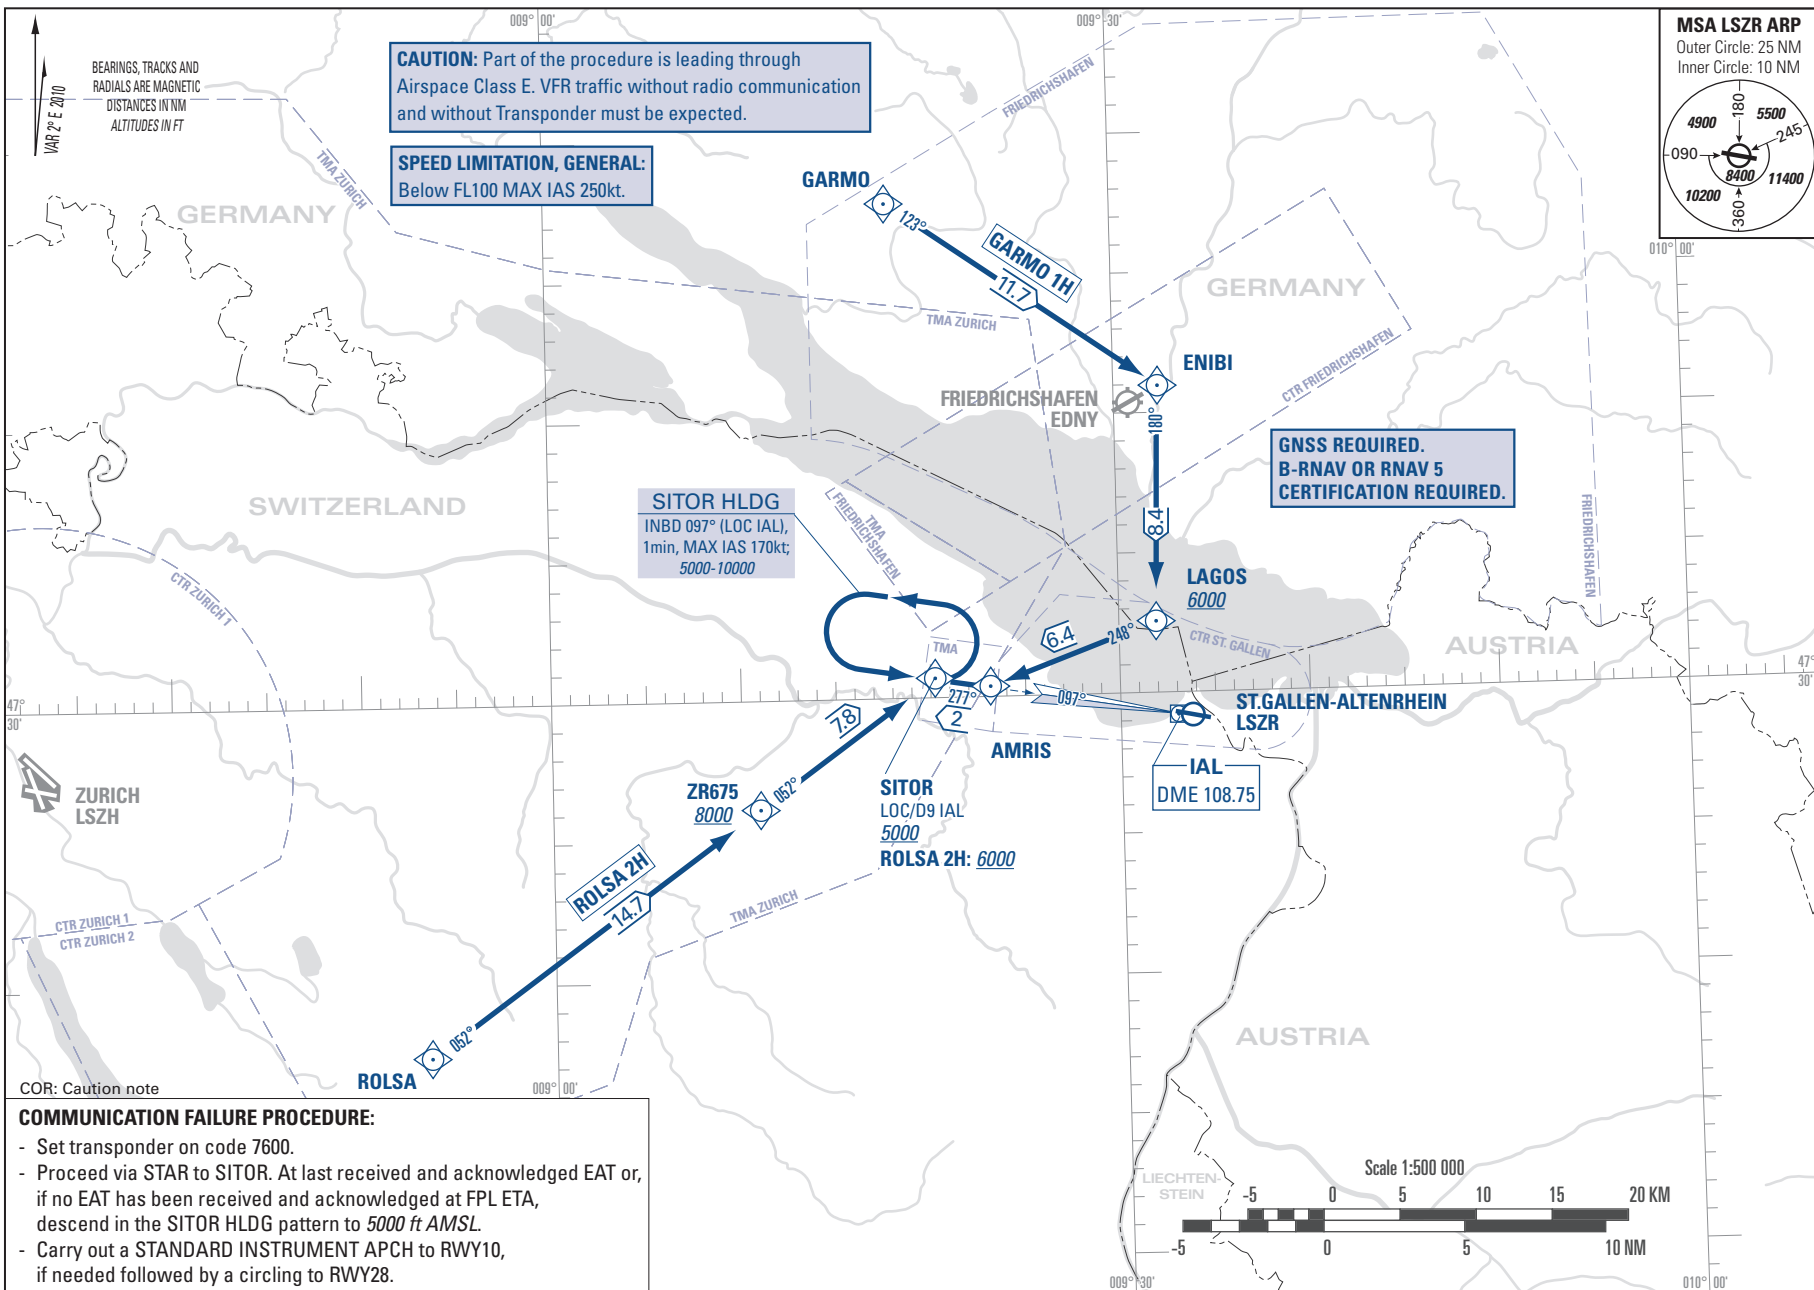 009° 00'
009° 30'
BEARINGS, TRACKS AND
RADIALS ARE MAGNETIC
DISTANCES IN NM
ALTITUDES IN FT
VAR 2° E 2010
CAUTION: Part of the procedure is leading through
Airspace Class E. VFR traffic without radio communication
and without Transponder must be expected.
SPEED LIMITATION, GENERAL:
Below FL100 MAX IAS 250kt.
MSA LSZR ARP
Outer Circle: 25 NM
Inner Circle: 10 NM
180
4900
5500
245
090
8400
11400
10200
360
010° 00'
FRIEDRICHSHAFEN
TMA ZURICH
GERMANY
GARMO
123°
GARMO 1H
11.7
GERMANY
TMA ZURICH
ENIBI
CTR FRIEDRICHSHAFEN
FRIEDRICHSHAFEN
EDNY
180°
GNSS REQUIRED.
B-RNAV OR RNAV 5
CERTIFICATION REQUIRED.
SWITZERLAND
SITOR HLDG
INBD 097° (LOC IAL),
1min, MAX IAS 170kt;
5000-10000
TMA
FRIEDRICHSHAFEN
8.4
FRIEDRICHSHAFEN
CTR ZURICH 1
LAGOS
6000
6.4
248°
CTR ST. GALLEN
AUSTRIA
TMA
277°
2
097°
ST.GALLEN-ALTENRHEIN
LSZR
47°
30'
47°
30'
7.8
AMRIS
IAL
DME 108.75
ZURICH
LSZH
ZR675
8000
052°
SITOR
LOC/D9 IAL
5000
ROLSA 2H: 6000
ROLSA 2H
14.7
TMA ZURICH
CTR ZURICH 1
CTR ZURICH 2
052°
ROLSA
AUSTRIA
009° 00'
COR: Caution note
COMMUNICATION FAILURE PROCEDURE:
- Set transponder on code 7600.
- Proceed via STAR to SITOR. At last received and acknowledged EAT or,
if no EAT has been received and acknowledged at FPL ETA,
descend in the SITOR HLDG pattern to 5000 ft AMSL.
- Carry out a STANDARD INSTRUMENT APCH to RWY10,
if needed followed by a circling to RWY28.
LIECHTEN-
STEIN
Scale 1:500 000
-5 0 5 10 15 20 KM
-5 0 5 10 NM
009° 30'
010° 00'